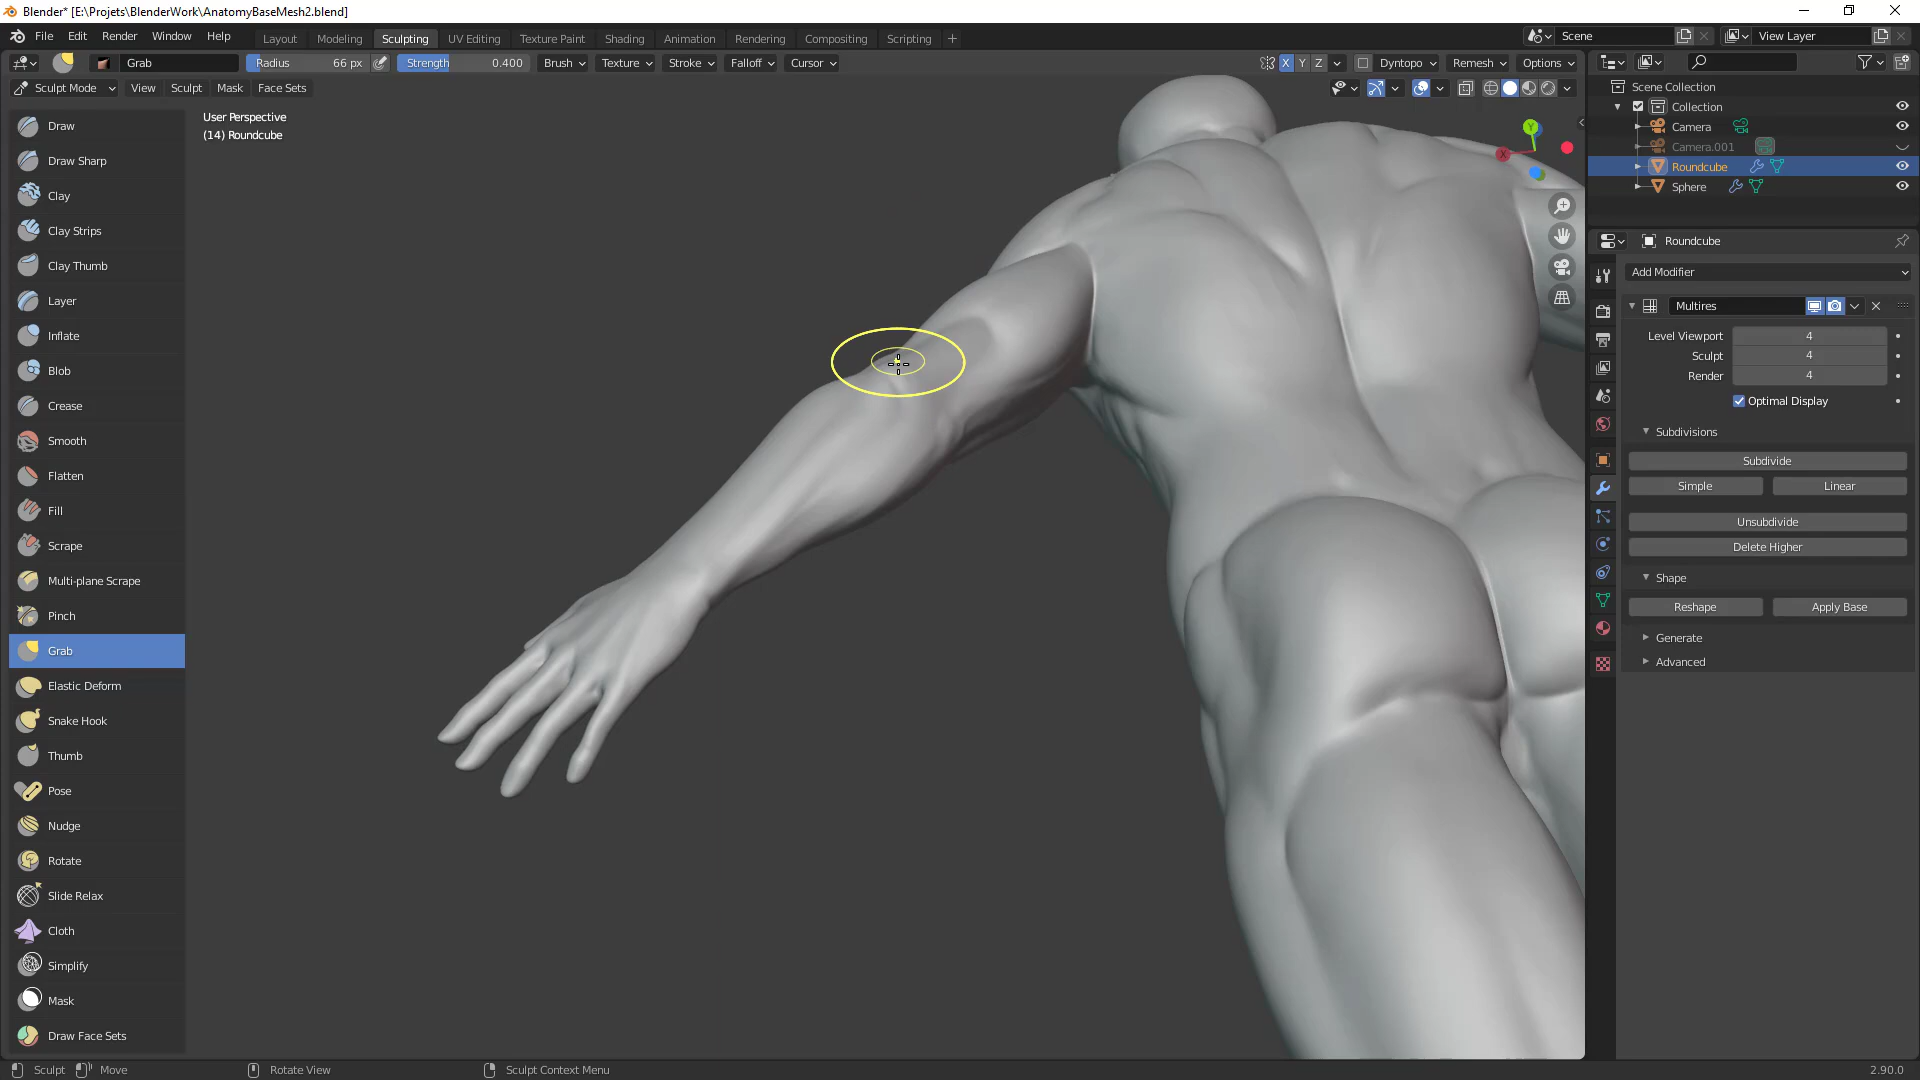 Blender* [E:\Projets\BlenderWork\AnatomyBaseMesh2.blend]
File Edit Render Window Help Layout Modeling Sculpting UV Editing Texture Paint Shading Animation Rendering Compositing Scripting + Scene View Layer
Grab Radius 66 px Strength 0.400 Brush Texture Stroke Falloff Cursor X Y Z Dyntopo Remesh Options
Sculpt Mode View Sculpt Mask Face Sets
User Perspective
(14) Roundcube
Draw
Draw Sharp
Clay
Clay Strips
Clay Thumb
Layer
Inflate
Blob
Crease
Smooth
Flatten
Fill
Scrape
Multi-plane Scrape
Pinch
Grab
Elastic Deform
Snake Hook
Thumb
Pose
Nudge
Rotate
Slide Relax
Cloth
Simplify
Mask
Draw Face Sets
Y
X
Scene Collection
Collection
Camera
Camera.001
Roundcube
Sphere
Roundcube
Add Modifier
Multires
Level Viewport 4
Sculpt 4
Render 4
Optimal Display
Subdivisions
Subdivide
Simple Linear
Unsubdivide
Delete Higher
Shape
Reshape Apply Base
Generate
Advanced
Sculpt Move Rotate View Sculpt Context Menu 2.90.0